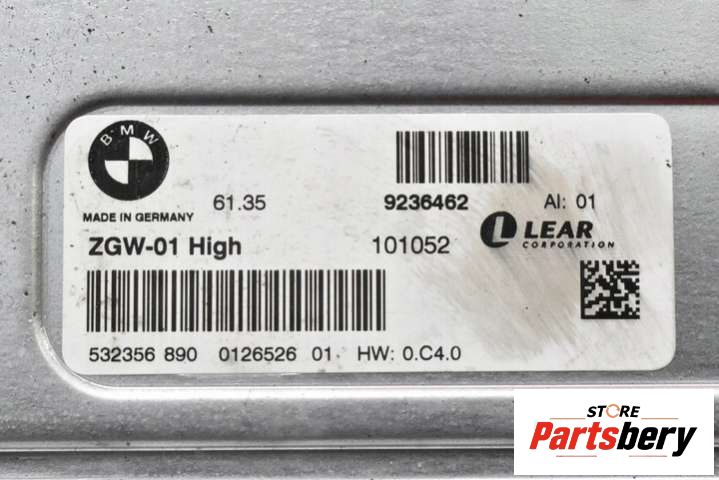 BMW
MADE IN GERMANY
61.35
9236462
AI: 01
ZGW-01 High
101052
LEAR
CORPORATION
532356 890 0126526 01 HW: 0.C4.0
STORE
Partsbery